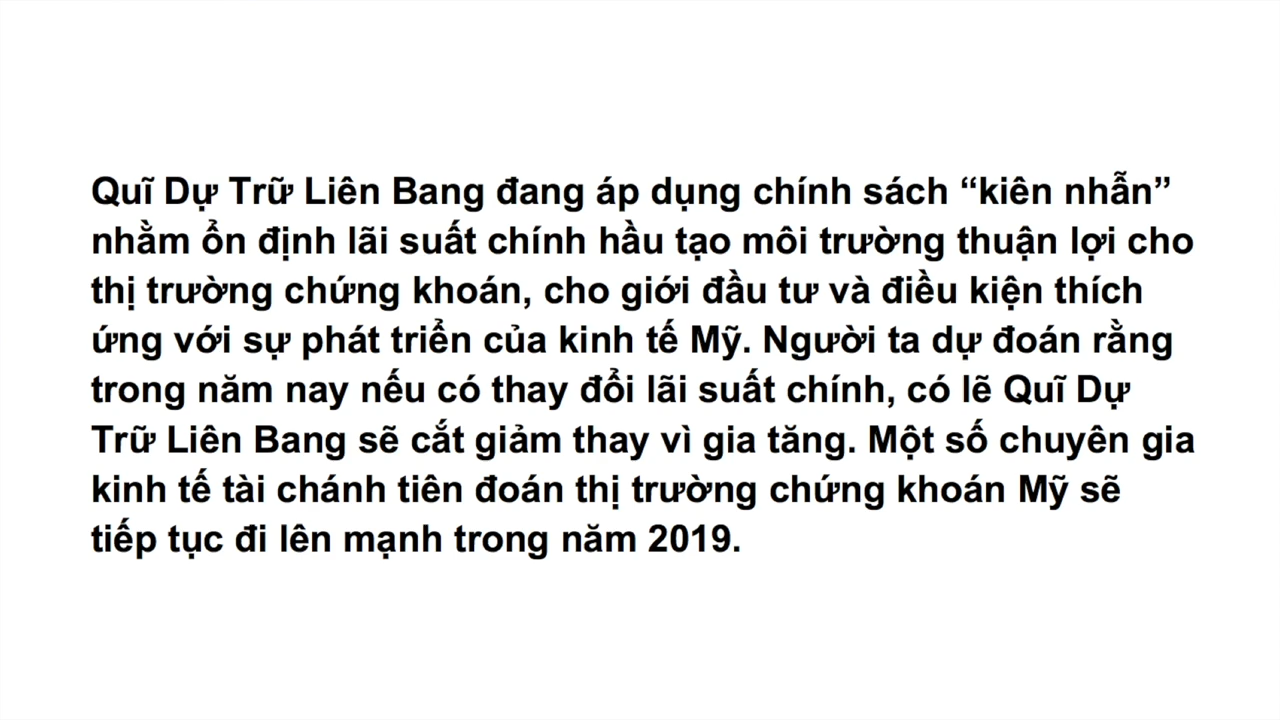 Quĩ Dự Trữ Liên Bang đang áp dụng chính sách “kiên nhẫn”
nhằm ổn định lãi suất chính hầu tạo môi trường thuận lợi cho
thị trường chứng khoán, cho giới đầu tư và điều kiện thích
ứng với sự phát triển của kinh tế Mỹ. Người ta dự đoán rằng
trong năm nay nếu có thay đổi lãi suất chính, có lẽ Quĩ Dự
Trữ Liên Bang sẽ cắt giảm thay vì gia tăng. Một số chuyên gia
kinh tế tài chánh tiên đoán thị trường chứng khoán Mỹ sẽ
tiếp tục đi lên mạnh trong năm 2019.